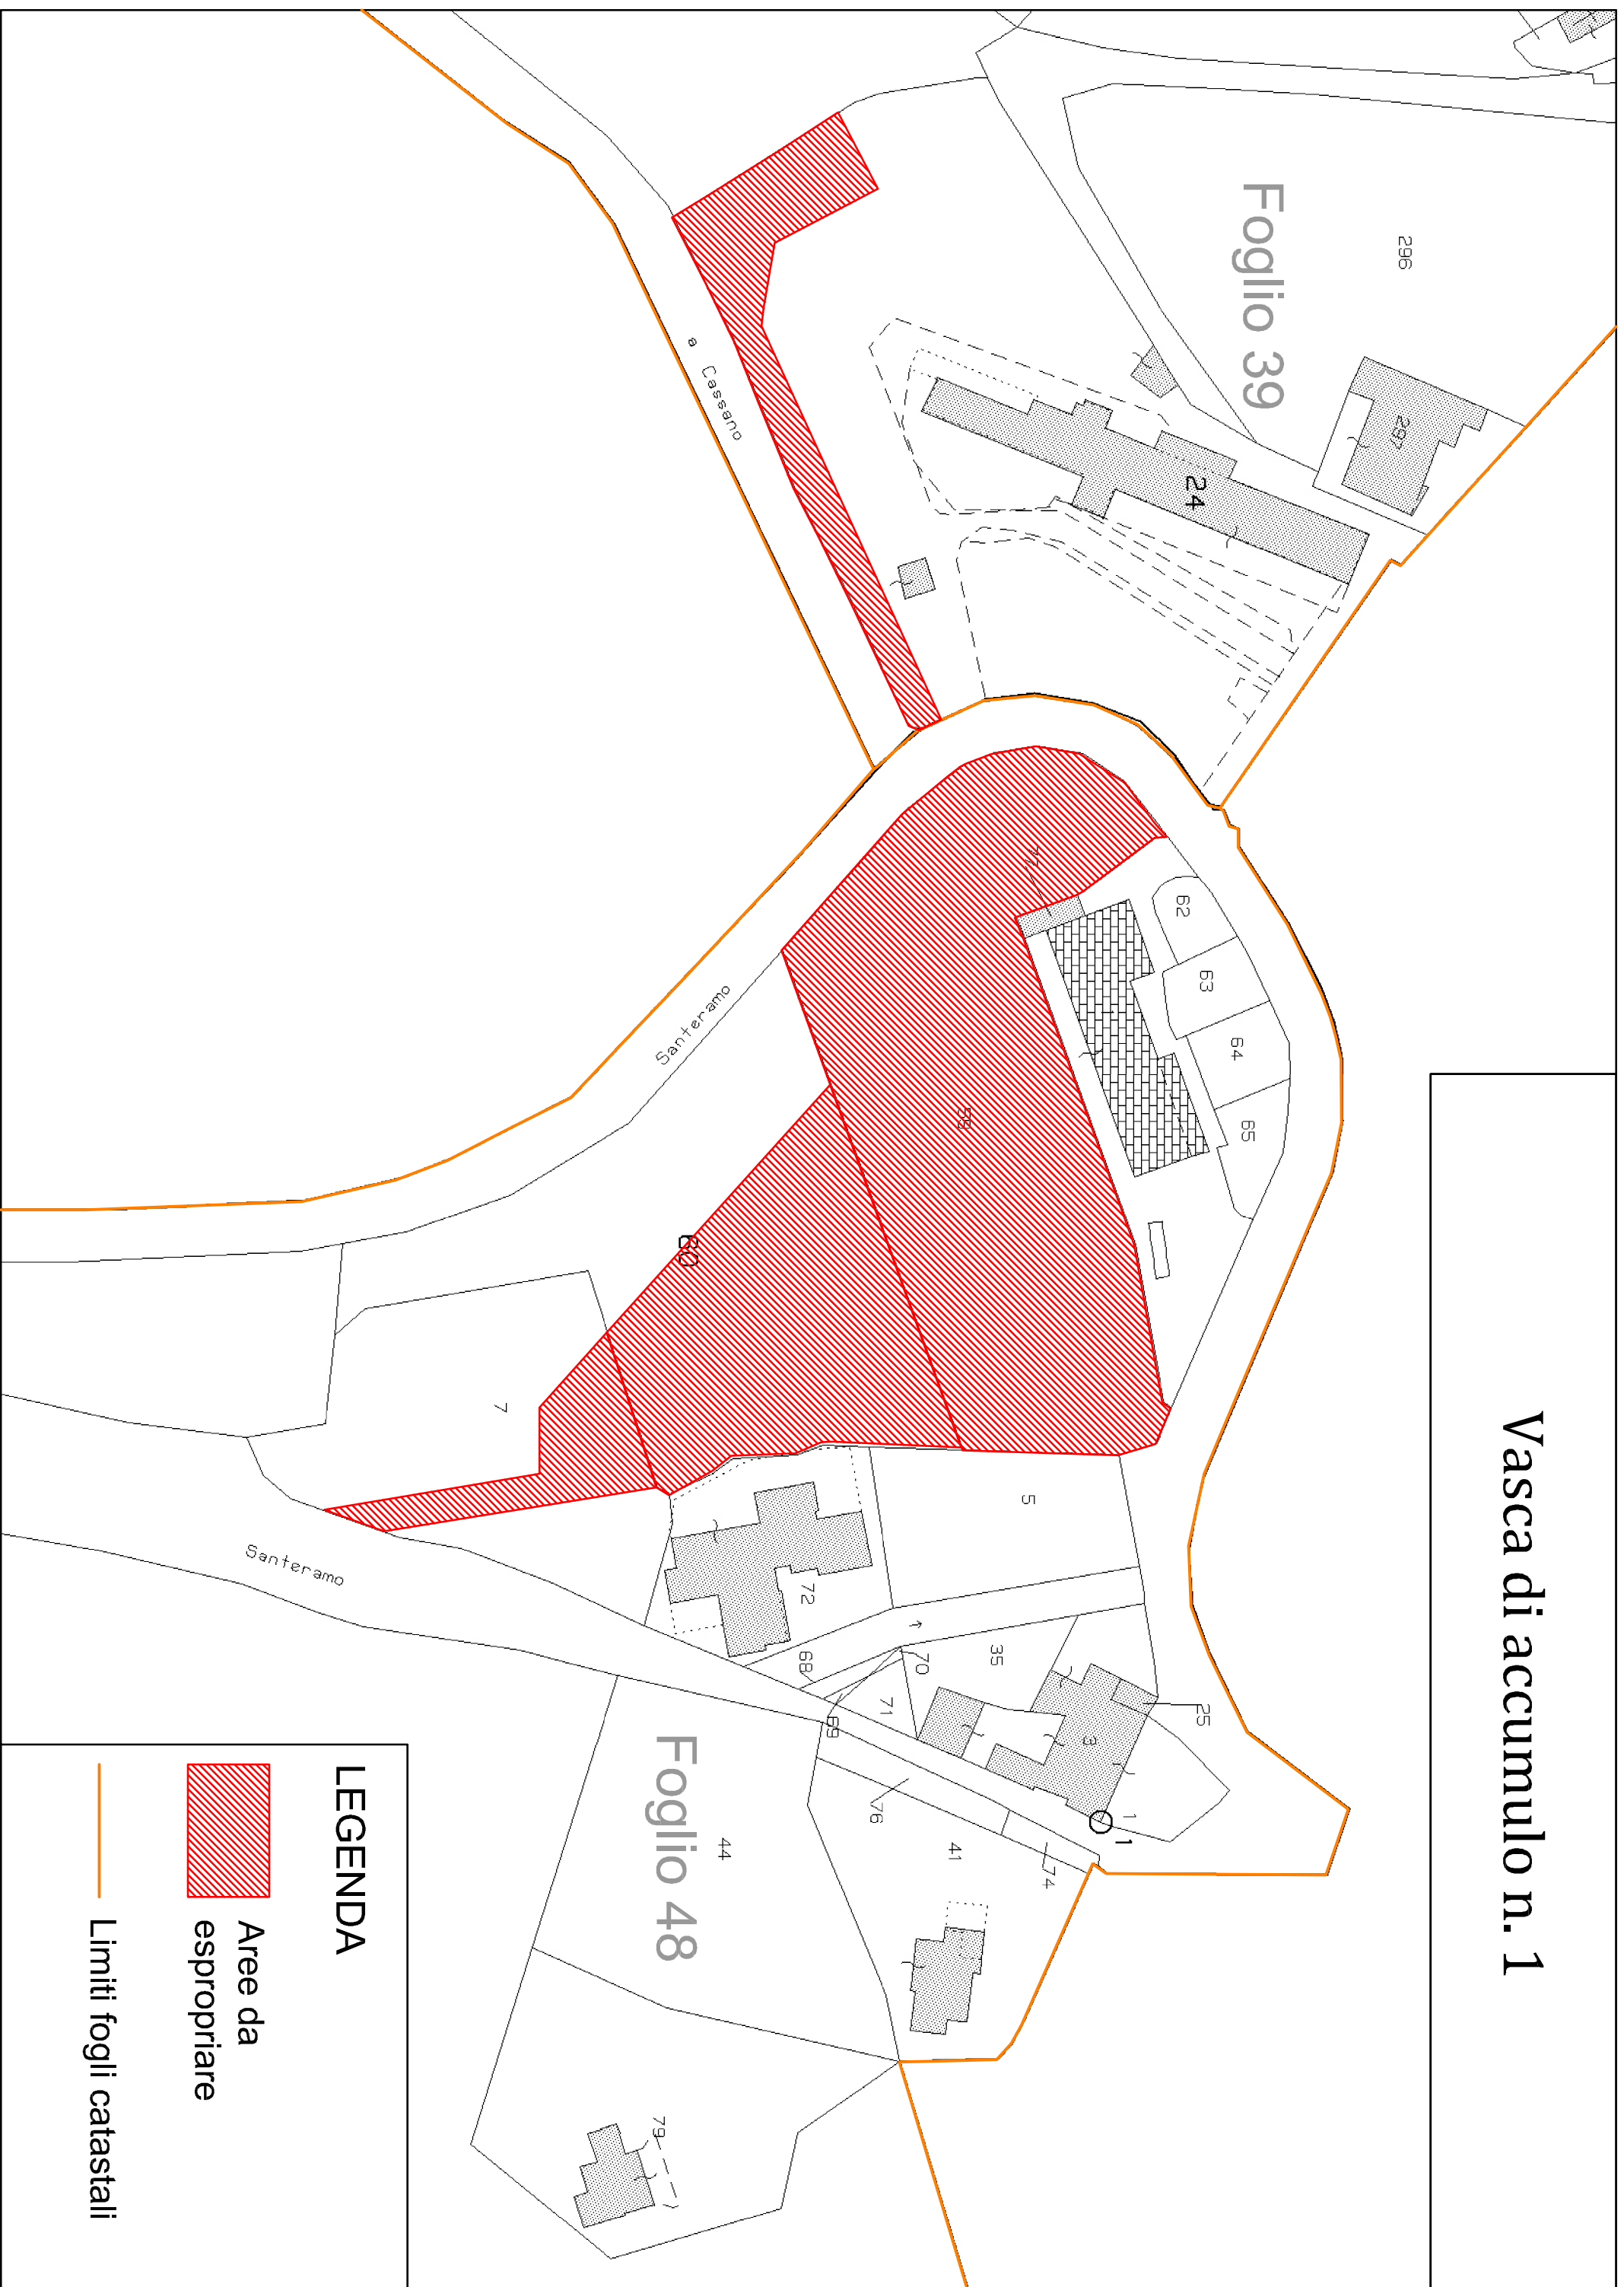 Vasca di accumulo n. 1
Foglio 39
296
297
24
a Cassano
62
63
64
65
77
59
Santeramo
60
7
5
72
Santeramo
35
25
3
1
1
70
68
71
69
76
74
41
44
Foglio 48
79
LEGENDA
Aree da
espropriare
Limiti fogli catastali